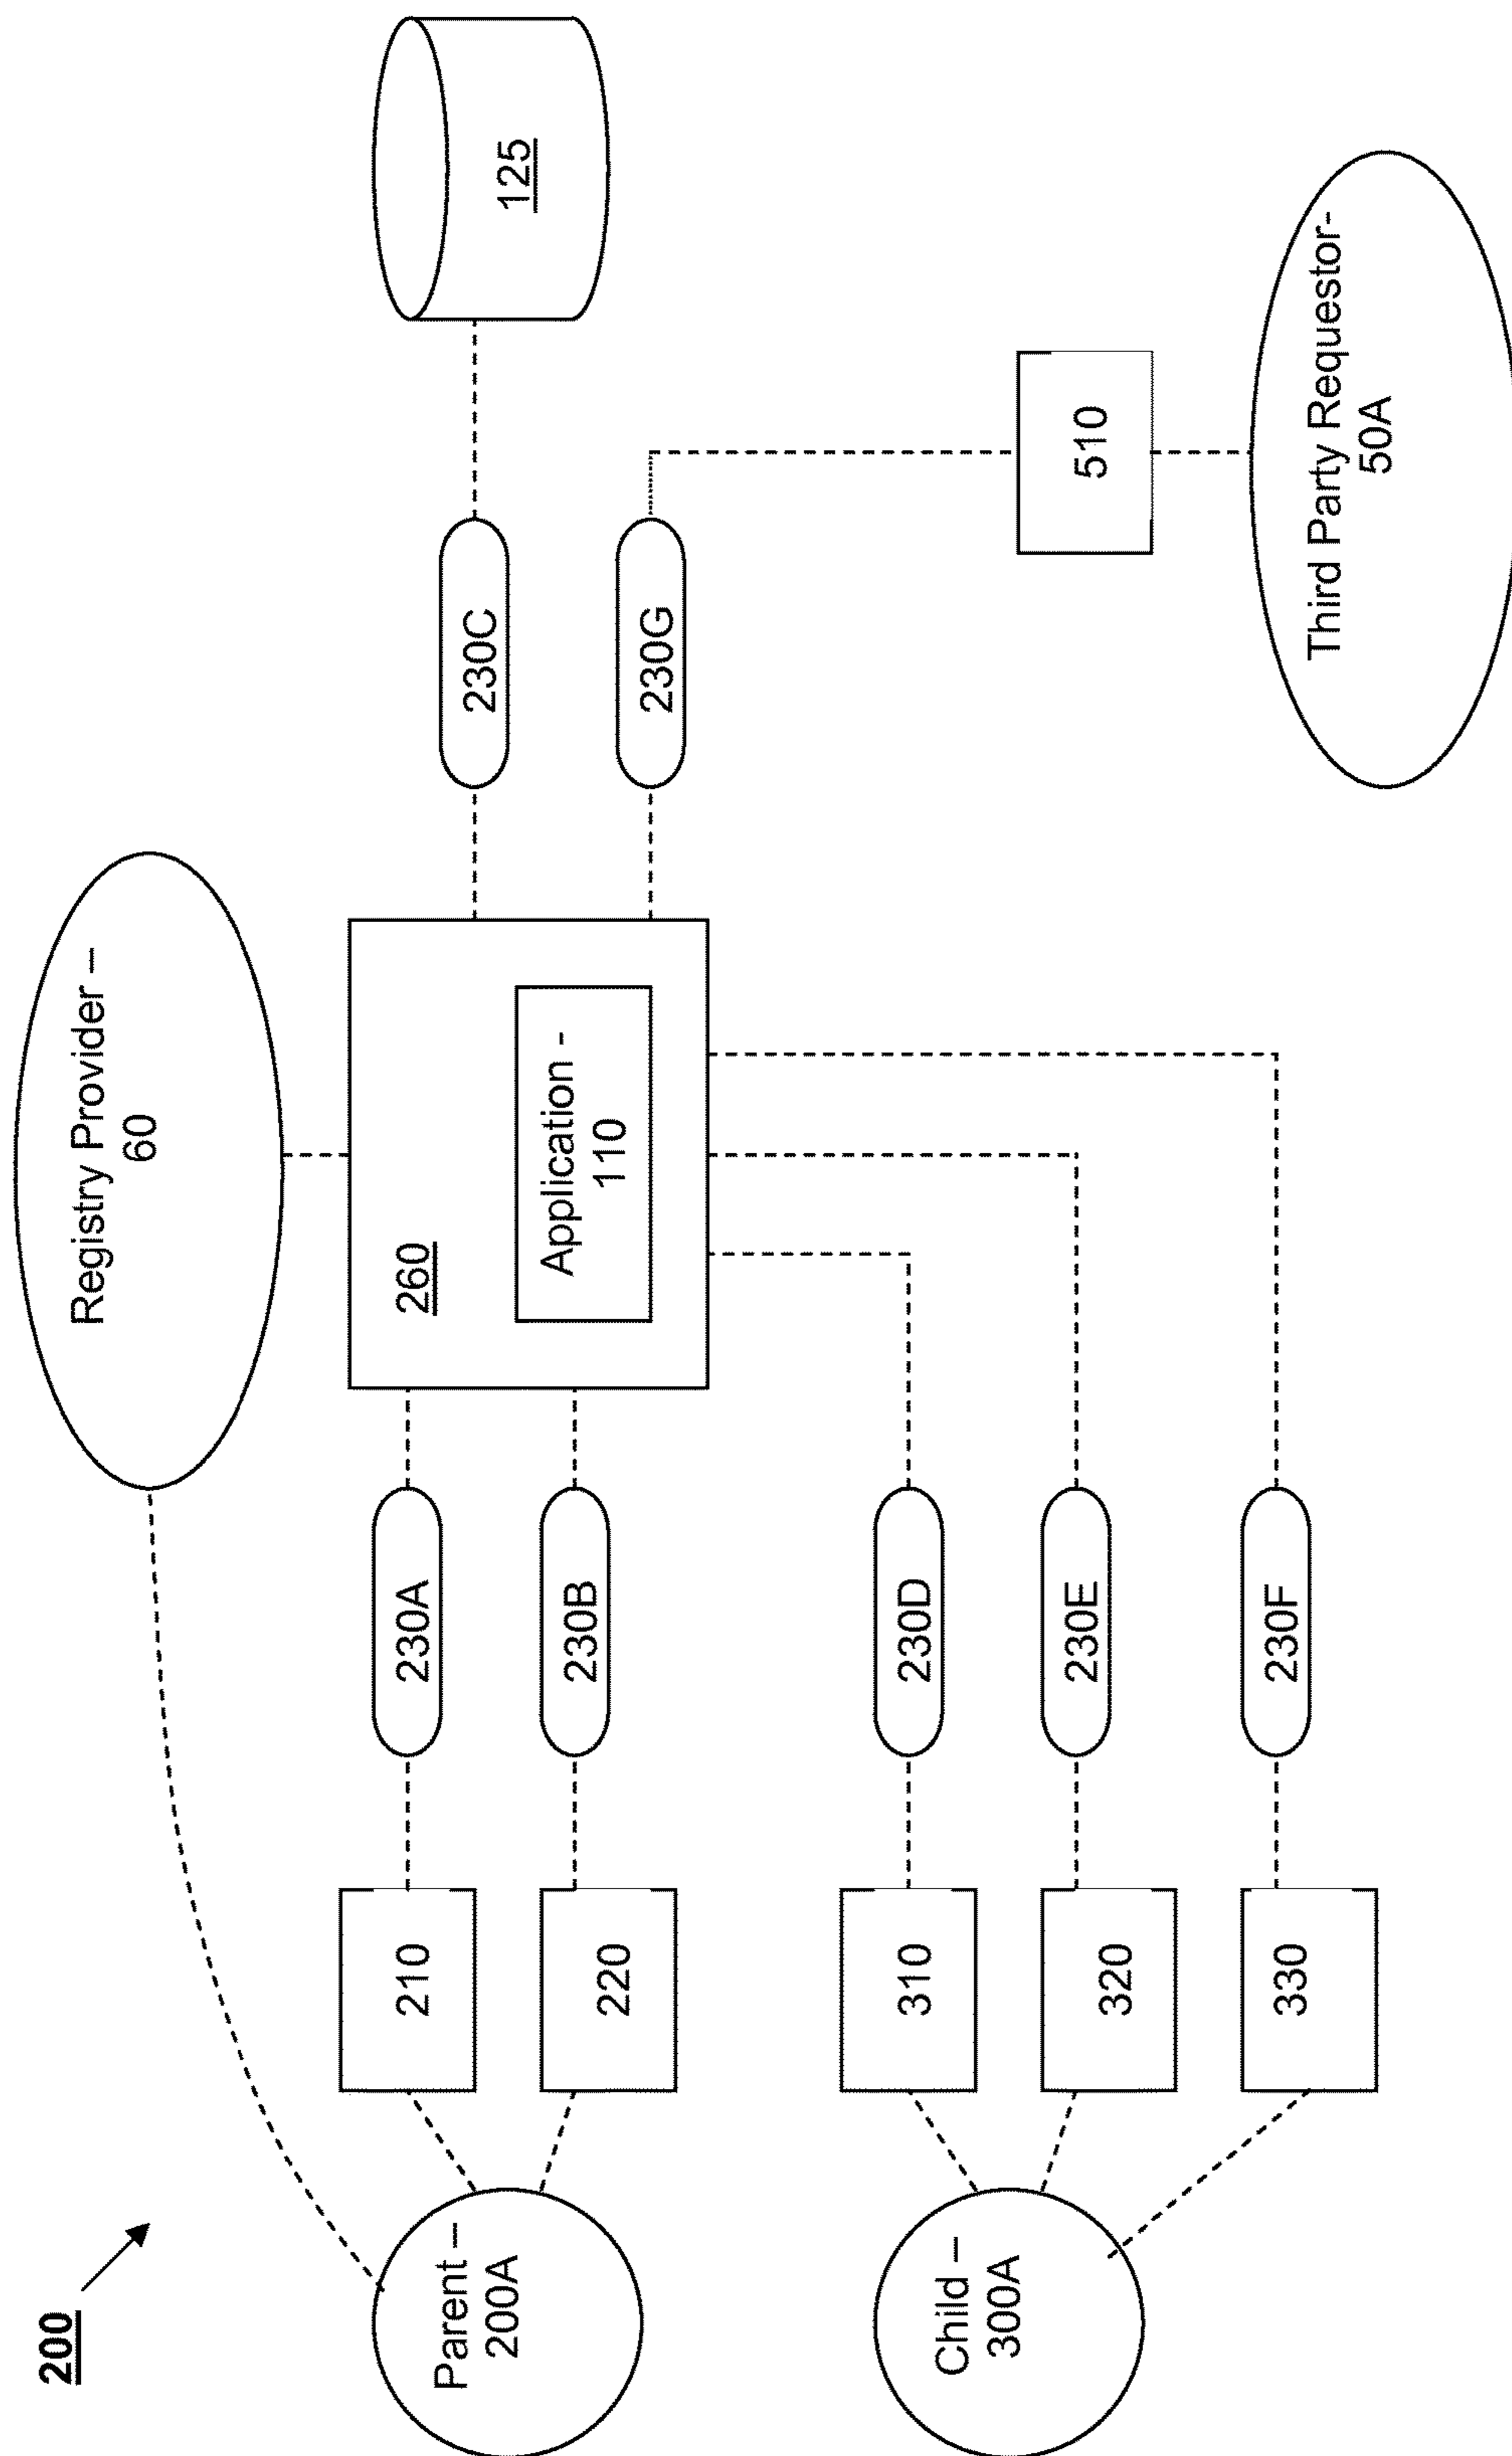 200
Registry Provider –
60
Parent –
200A
210
230A
260
Application -
110
230C
125
220
230B
230G
Child –
300A
310
230D
320
230E
330
230F
510
Third Party Requestor-
50A